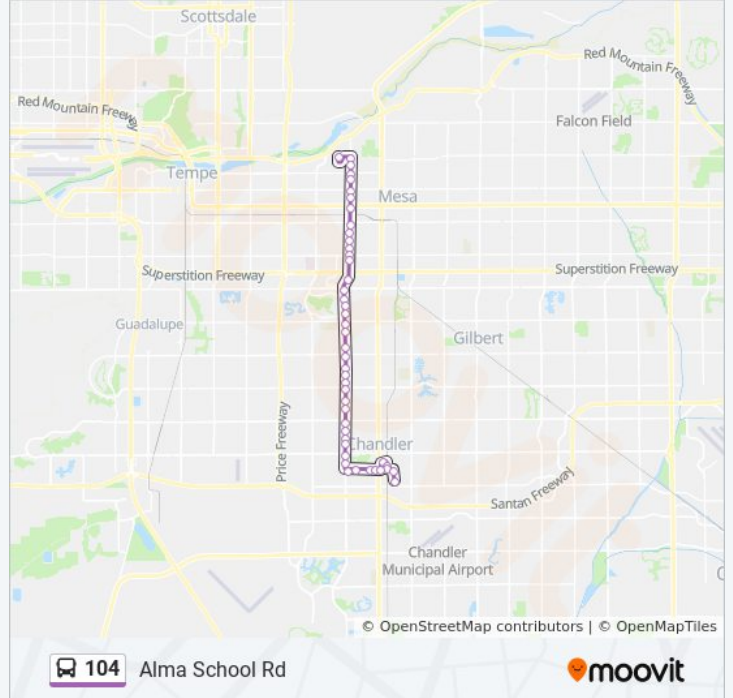 Scottsdale
Red Mountain Freeway
Red Mountain Freeway
Falcon Field
Tempe
Mesa
Superstition Freeway
Superstition Freeway
Guadalupe
Gilbert
Price Freeway
Chandler
Santan Freeway
Chandler
Municipal Airport
© OpenStreetMap contributors | © OpenMapTiles
104 Alma School Rd
moovit